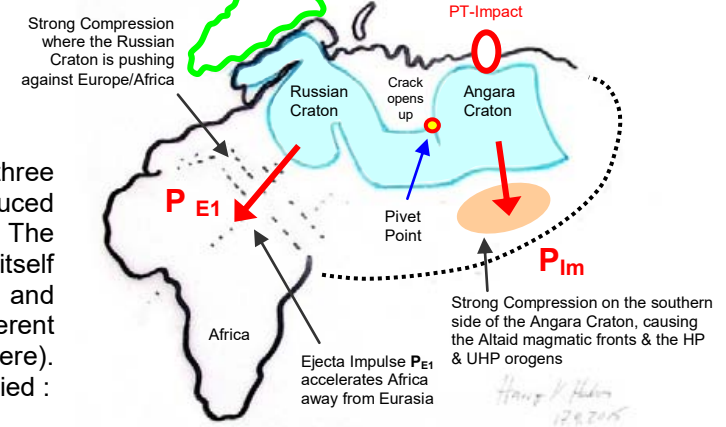 PT-Impact
Strong Compression
where the Russian
Craton is pushing
against Europe/Africa
Russian
Craton
Crack
opens
up
Angara
Craton
three
uced
The
itself
and
erent
ere).
ied :
P E1
Pivet
Point
PIm
Africa
Ejecta Impulse PE1
accelerates Africa
away from Eurasia
Strong Compression on the southern
side of the Angara Craton, causing
the Altaid magmatic fronts & the HP
& UHP orogens